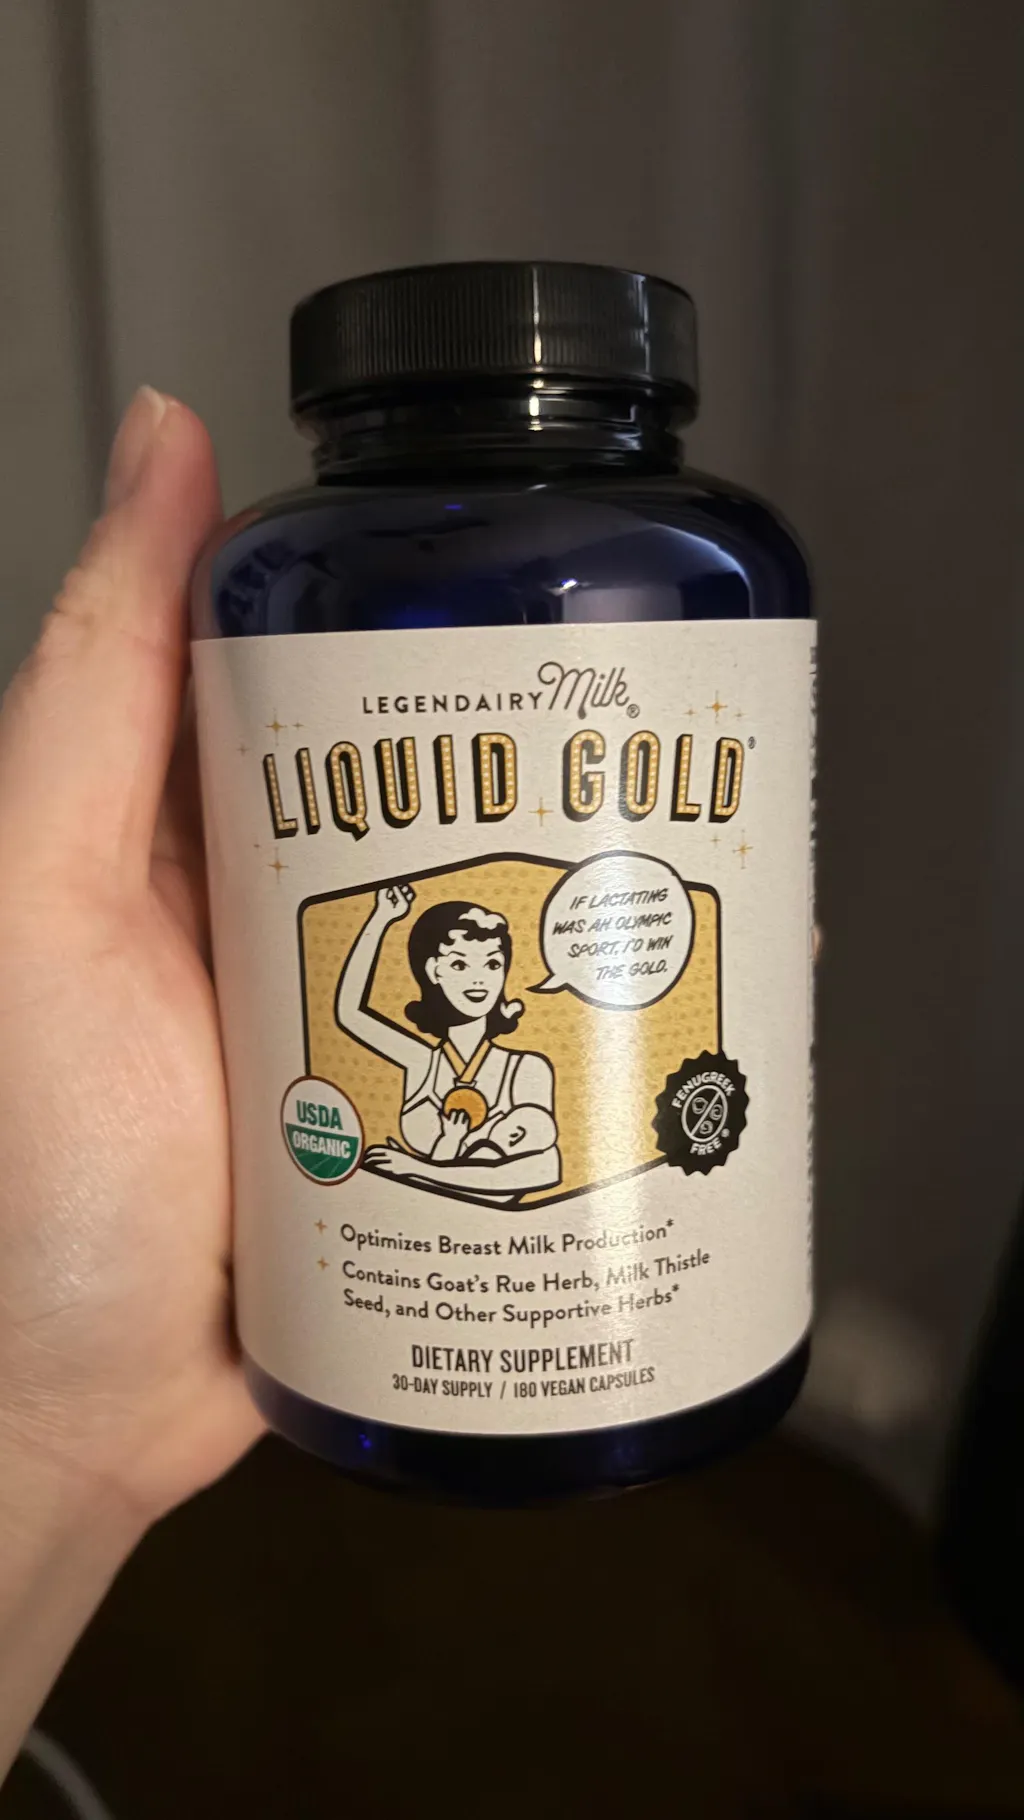 LEGENDAIRY Milk®
LIQUID GOLD®
IF LACTATING
WAS AN OLYMPIC
SPORT, I'D WIN
THE GOLD.
USDA
ORGANIC
FENUGREEK
FREE®
Optimizes Breast Milk Production*
Contains Goat's Rue Herb, Milk Thistle
Seed, and Other Supportive Herbs*
DIETARY SUPPLEMENT
30-DAY SUPPLY / 180 VEGAN CAPSULES